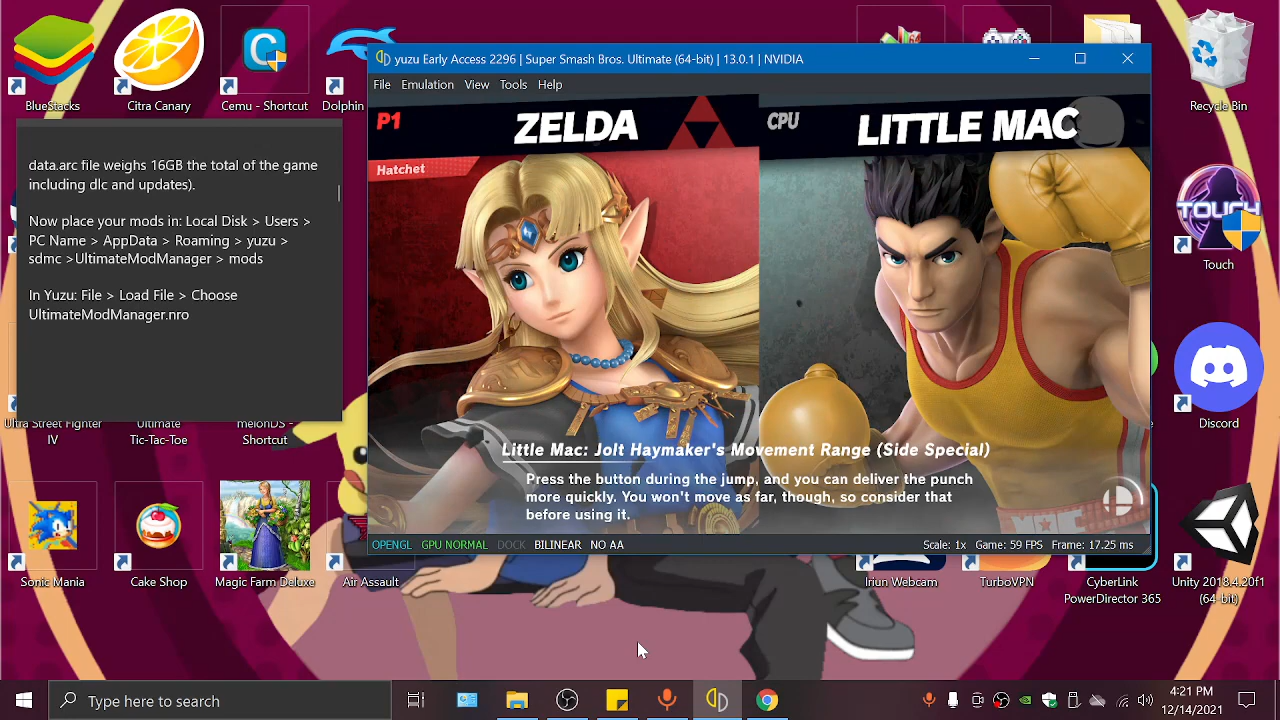 BlueStacks
Citra Canary
Cemu - Shortcut
Dolphin
Recycle Bin
yuzu Early Access 2296 | Super Smash Bros. Ultimate (64-bit) | 13.0.1 | NVIDIA
File Emulation View Tools Help
P1
ZELDA
Hatchet
CPU
LITTLE MAC
Little Mac: Jolt Haymaker's Movement Range (Side Special)
Press the button during the jump, and you can deliver the punch
more quickly. You won't move as far, though, so consider that
before using it.
OPENGL GPU NORMAL DOCK BILINEAR NO AA
Scale: 1x Game: 59 FPS Frame: 17.25 ms
data.arc file weighs 16GB the total of the game
including dlc and updates).
Now place your mods in: Local Disk > Users >
PC Name > AppData > Roaming > yuzu >
sdmc >UltimateModManager > mods
In Yuzu: File > Load File > Choose
UltimateModManager.nro
TOUCH
Touch
Discord
Ultra Street Fighter
IV
Ultimate
Tic-Tac-Toe
melonDS -
Shortcut
Sonic Mania
Cake Shop
Magic Farm Deluxe
Air Assault
Iriun Webcam
TurboVPN
CyberLink
PowerDirector 365
Unity 2018.4.20f1
(64-bit)
Type here to search
4:21 PM
12/14/2021